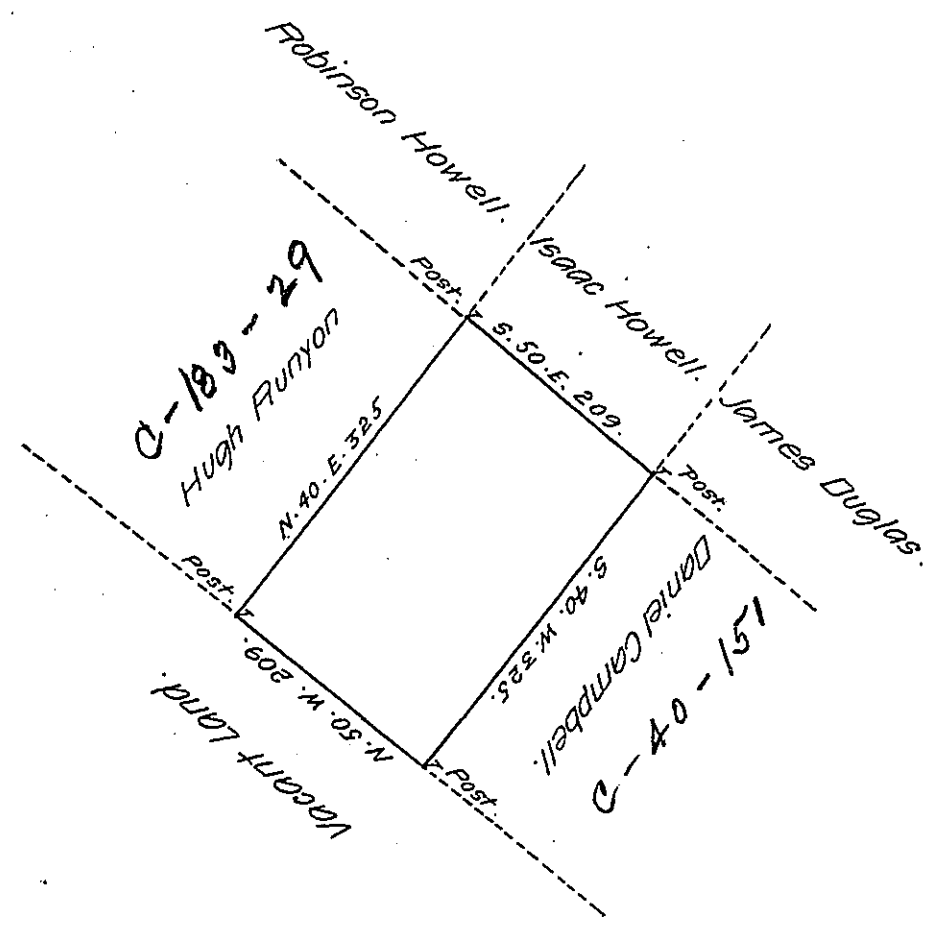 Robinson Howell.
Isaac Howell.
James Duglas.
Post.
S. 50. E. 209.
Post.
C-183-29
Hugh Runyon
N. 40. E. 325
S. 40. W. 325.
Daniel Campbell.
C-40-151
Post.
N. 50. W. 209.
Post.
Vacant Land.